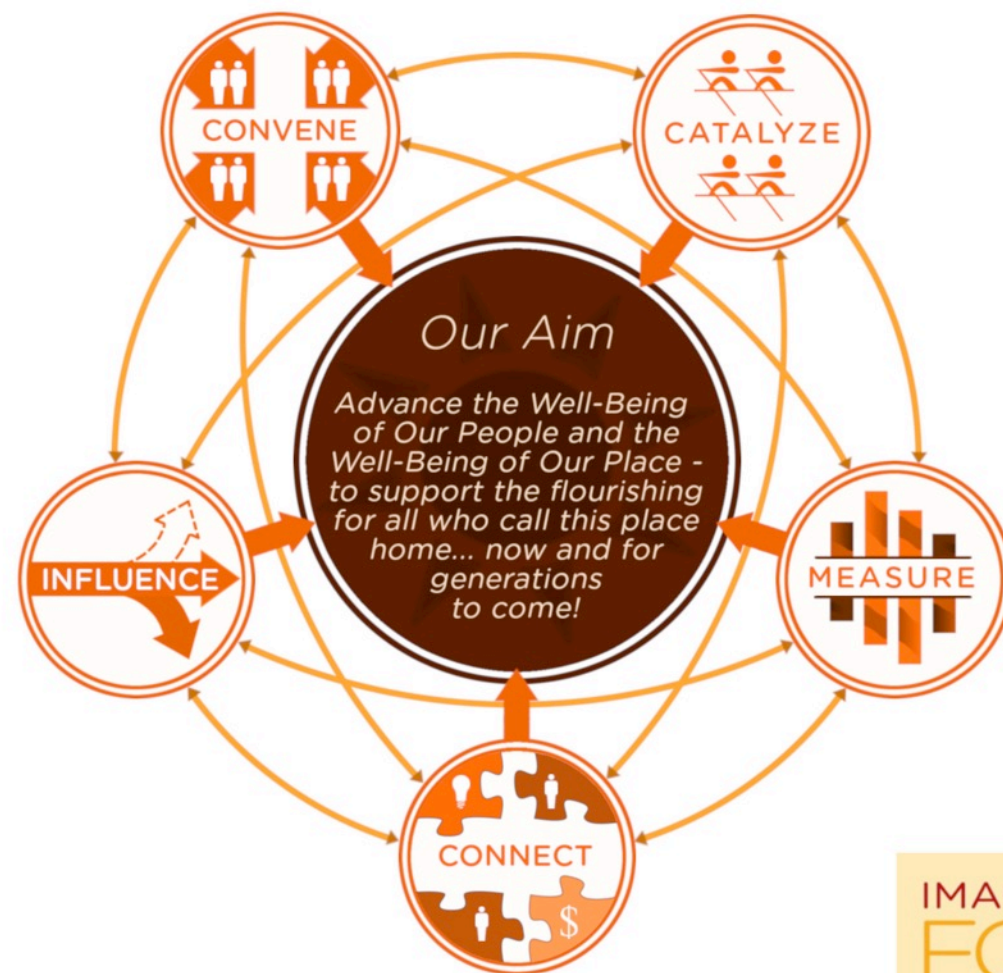 CONVENE
CATALYZE
Our Aim
Advance the Well-Being
of Our People and the
Well-Being of Our Place -
to support the flourishing
for all who call this place
home... now and for
generations
to come!
INFLUENCE
MEASURE
CONNECT
$
IMA